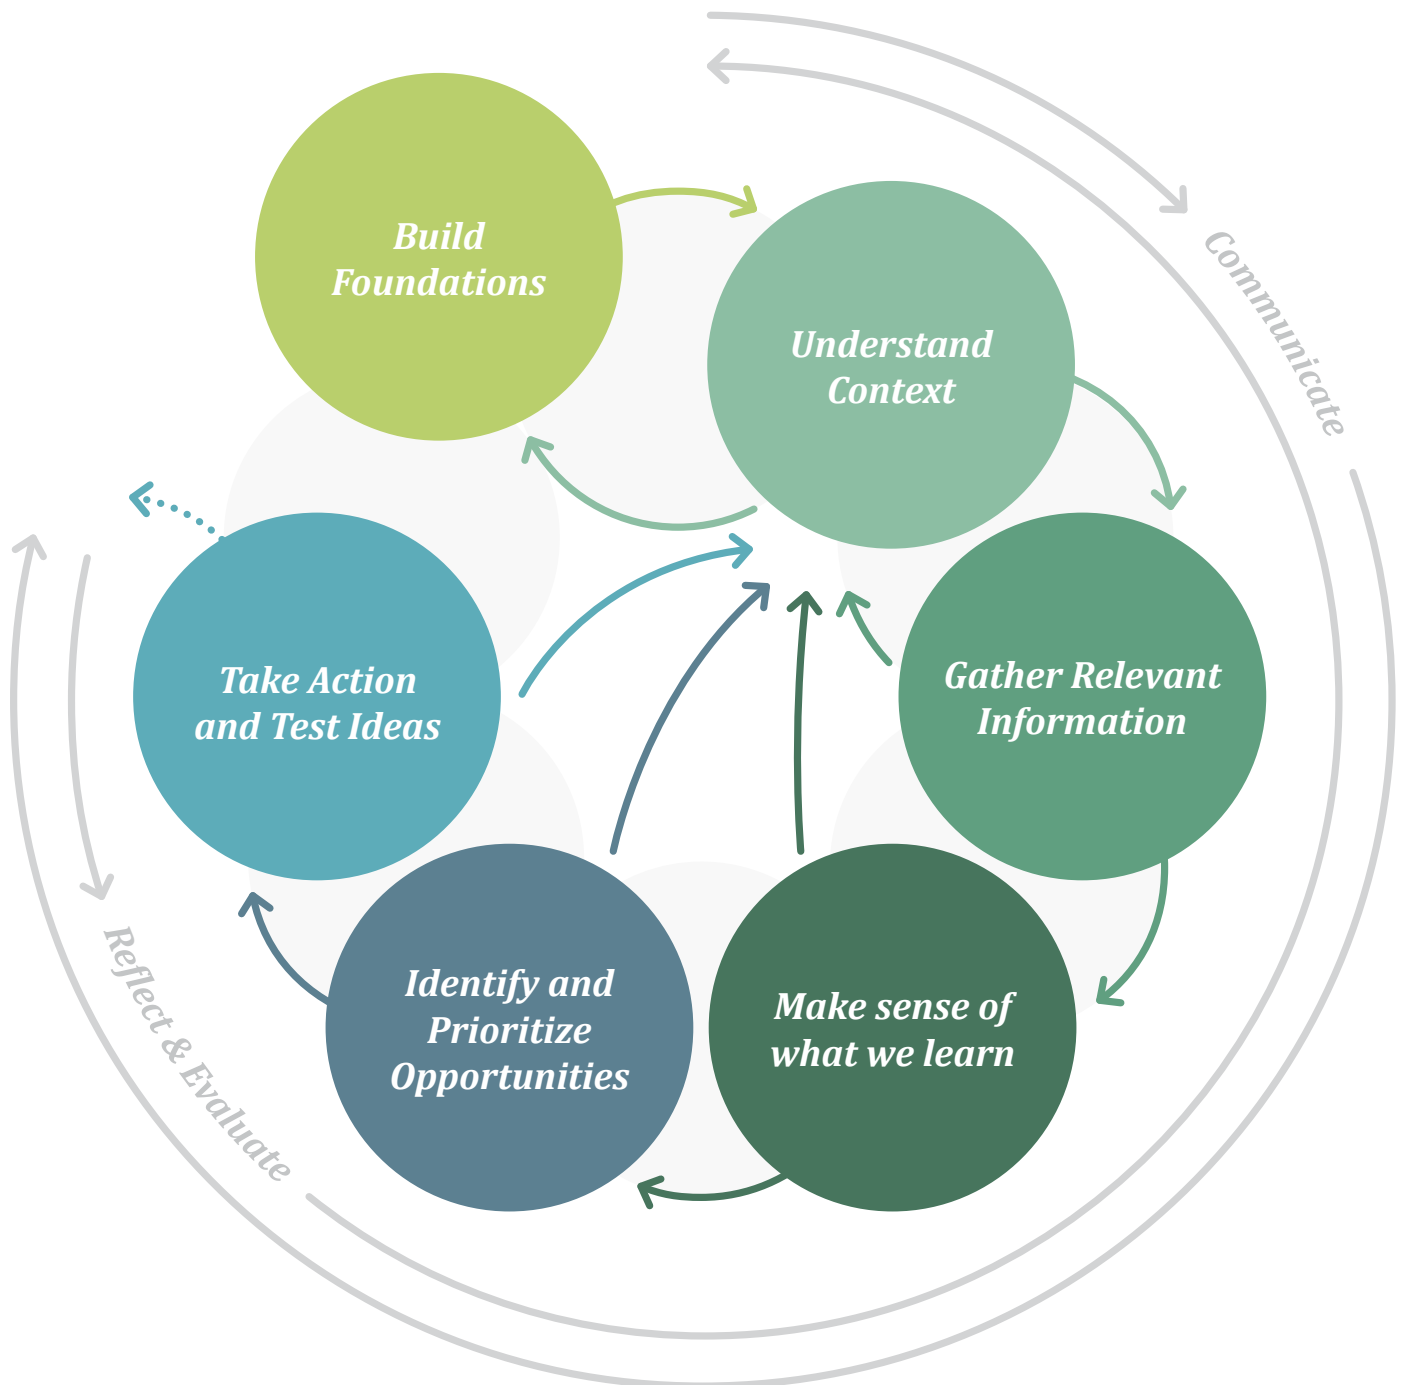 Build
Foundations
Understand
Context
Communicate
Gather Relevant
Information
Take Action
and Test Ideas
Identify and
Prioritize
Opportunities
Make sense of
what we learn
Reflect & Evaluate